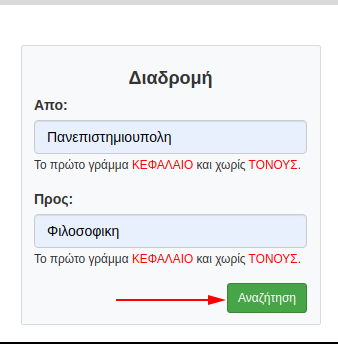 Διαδρομή
Απο:
Πανεπιστημιουπολη
Το πρώτο γράμμα ΚΕΦΑΛΑΙΟ και χωρίς ΤΟΝΟΥΣ.
Προς:
Φιλοσοφικη
Το πρώτο γράμμα ΚΕΦΑΛΑΙΟ και χωρίς ΤΟΝΟΥΣ.
Αναζήτηση